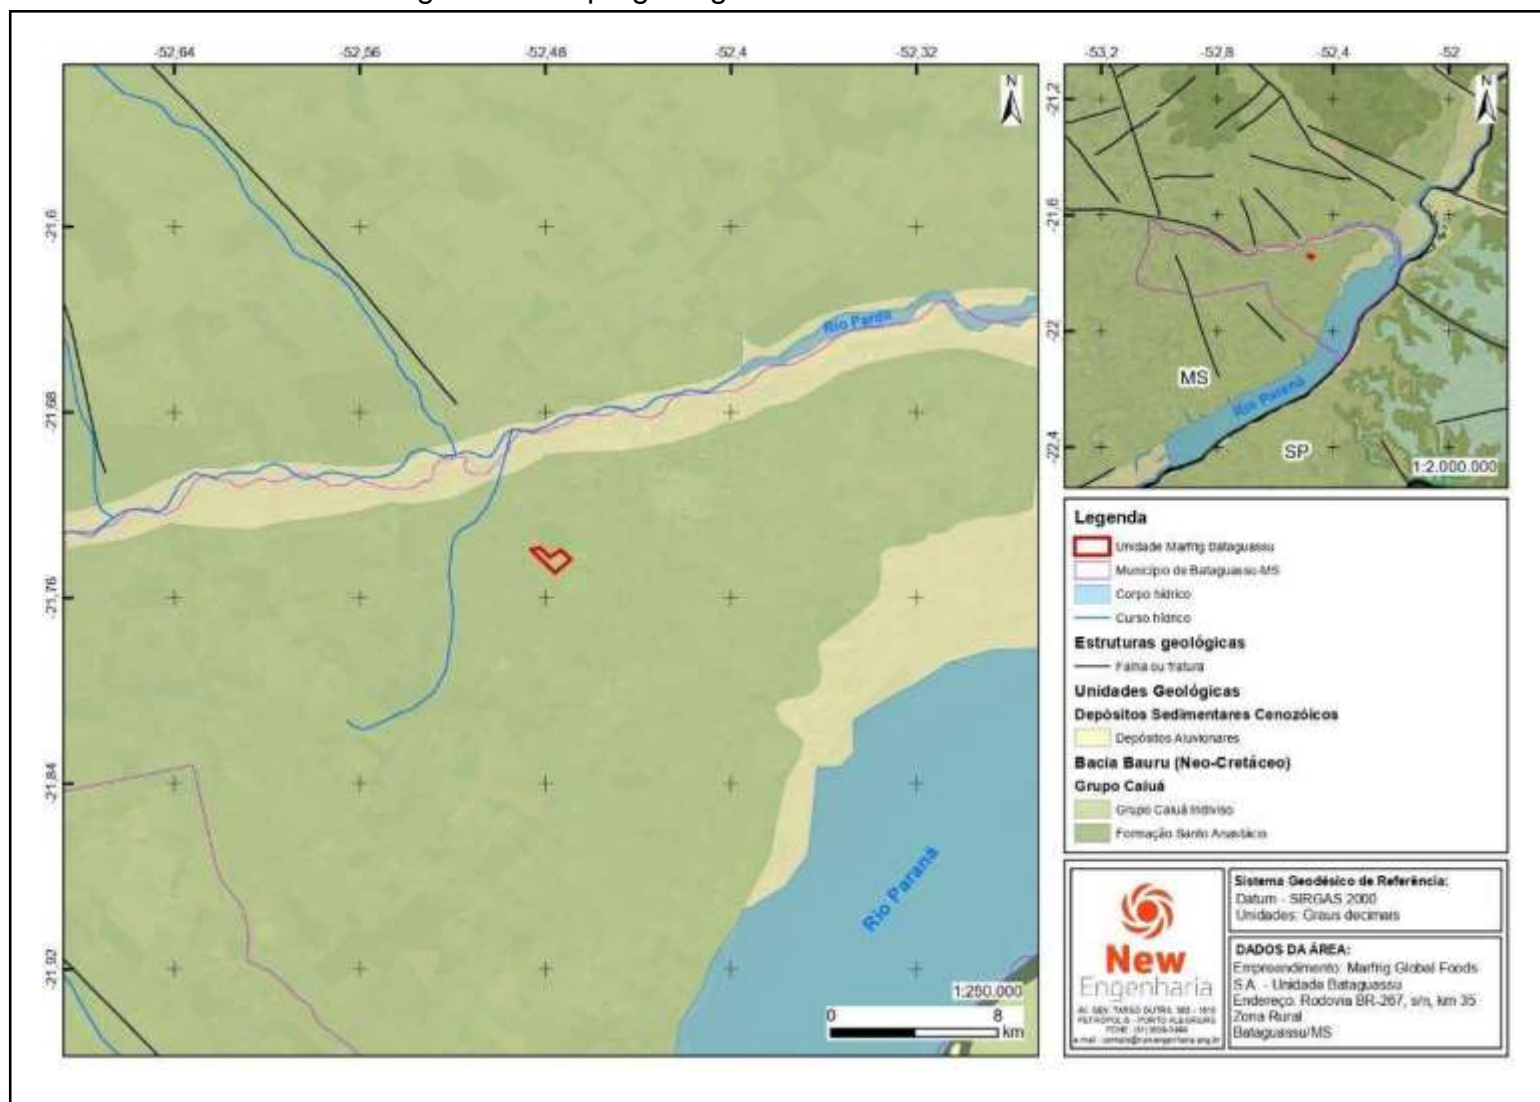 -52,64
-52,56
-52,48
-52,4
-52,32
-21,6
-21,68
-21,76
-21,84
-21,92
N
Rio Pardo
Rio Paraná
1:250.000
0 8
km
-53,2
-52,8
-52,4
-52
-21,2
-21,6
-22
-22,4
N
MS
SP
Rio Paraná
1:2.000.000
Legenda
Unidade Marfrig Bataguassu
Município de Bataguassu-MS
Corpo hídrico
Curso hídrico
Estruturas geológicas
Falha ou fratura
Unidades Geológicas
Depósitos Sedimentares Cenozóicos
Depósitos Aluvionares
Bacia Bauru (Neo-Cretáceo)
Grupo Caiuá
Grupo Caiuá Indiviso
Formação Santo Anastácio
New
Engenharia
Sistema Geodésico de Referência:
Datum - SIRGAS 2000
Unidades: Graus decimais
DADOS DA ÁREA:
Empreendimento: Marfrig Global Foods
S.A. - Unidade Bataguassu
Endereço: Rodovia BR-267, s/n, km 35
Zona Rural
Bataguassu/MS